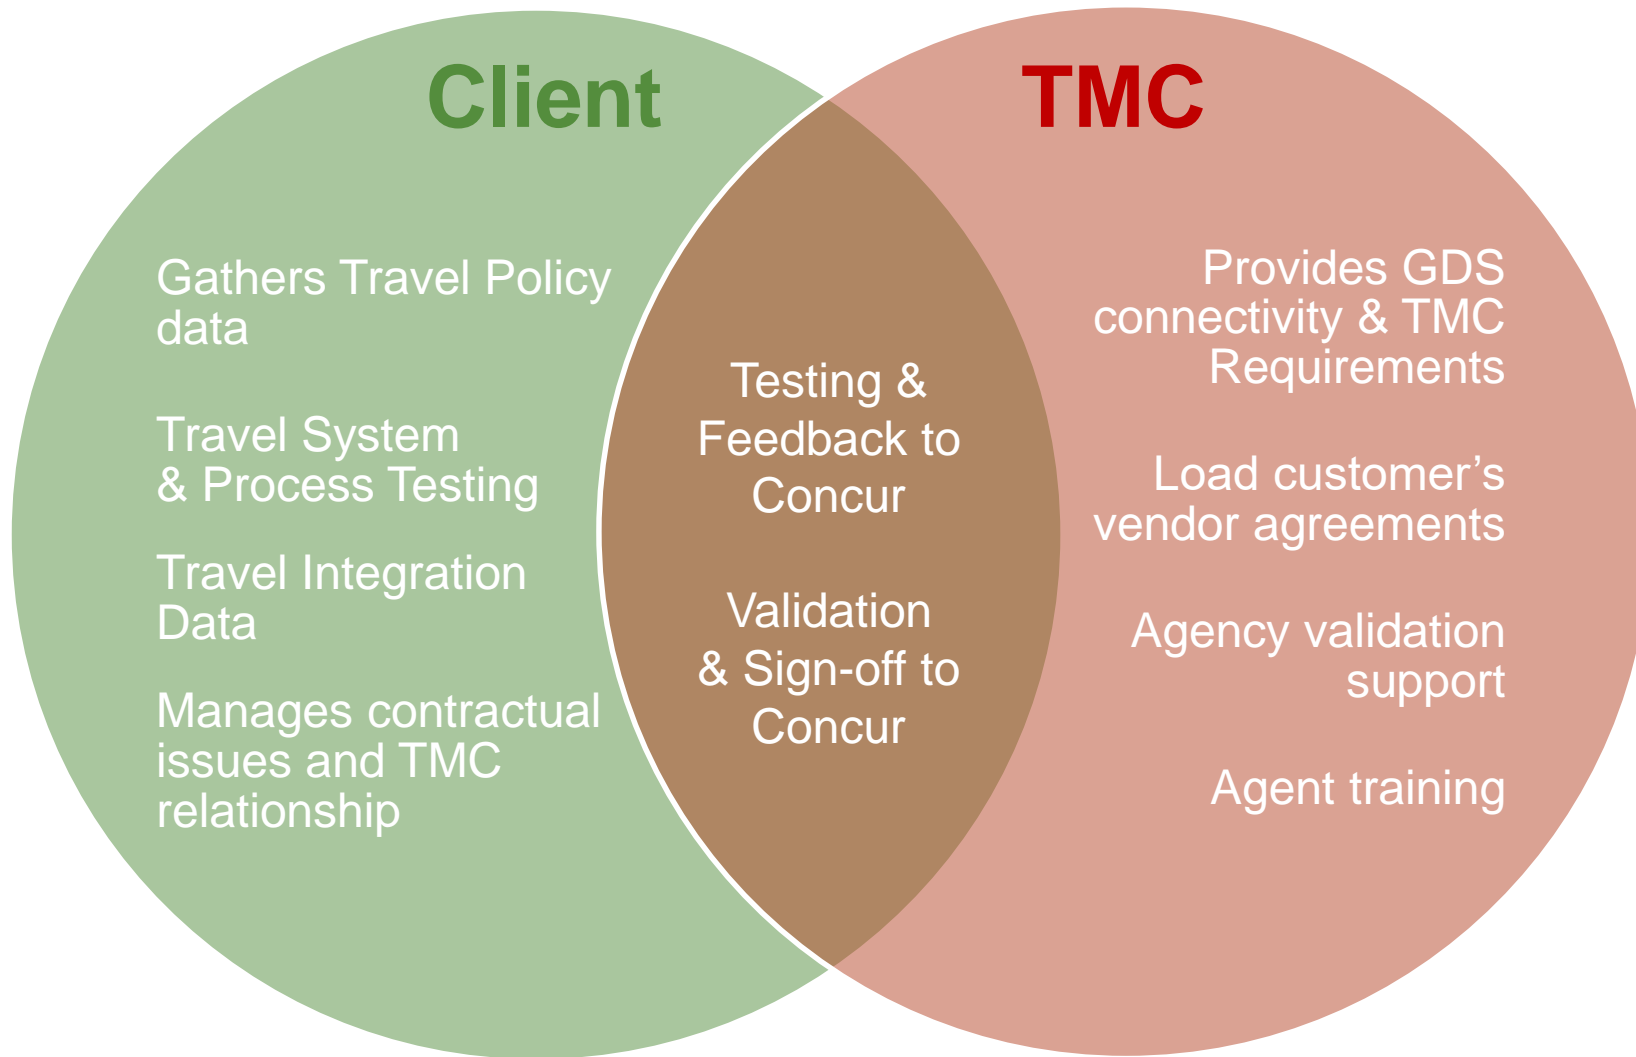 Client
Gathers Travel Policy
data
Travel System
& Process Testing
Travel Integration
Data
Manages contractual
issues and TMC
relationship
Testing &
Feedback to
Concur
Validation
& Sign-off to
Concur
TMC
Provides GDS
connectivity & TMC
Requirements
Load customer’s
vendor agreements
Agency validation
support
Agent training